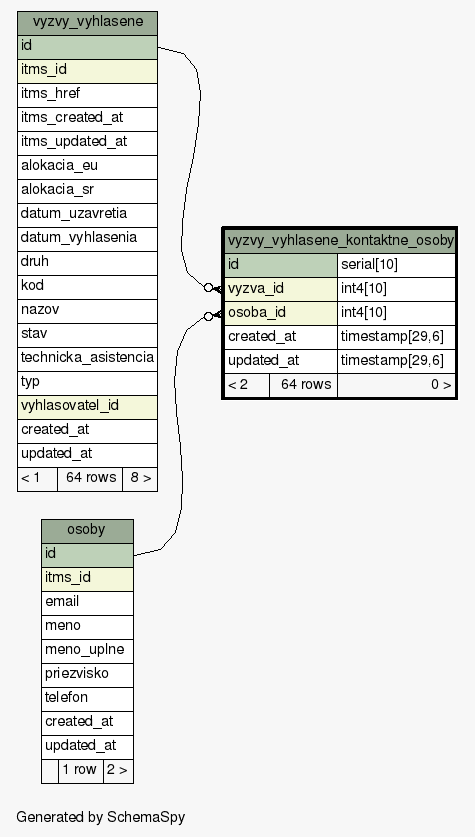 vyzvy_vyhlasene
id
itms_id
itms_href
itms_created_at
itms_updated_at
alokacia_eu
alokacia_sr
datum_uzavretia
datum_vyhlasenia
druh
kod
nazov
stav
technicka_asistencia
typ
vyhlasovatel_id
created_at
updated_at
< 1 64 rows 8 >
vyzvy_vyhlasene_kontaktne_osoby
id serial[10]
vyzva_id int4[10]
osoba_id int4[10]
created_at timestamp[29,6]
updated_at timestamp[29,6]
< 2 64 rows 0 >
osoby
id
itms_id
email
meno
meno_uplne
priezvisko
telefon
created_at
updated_at
1 row 2 >
Generated by SchemaSpy